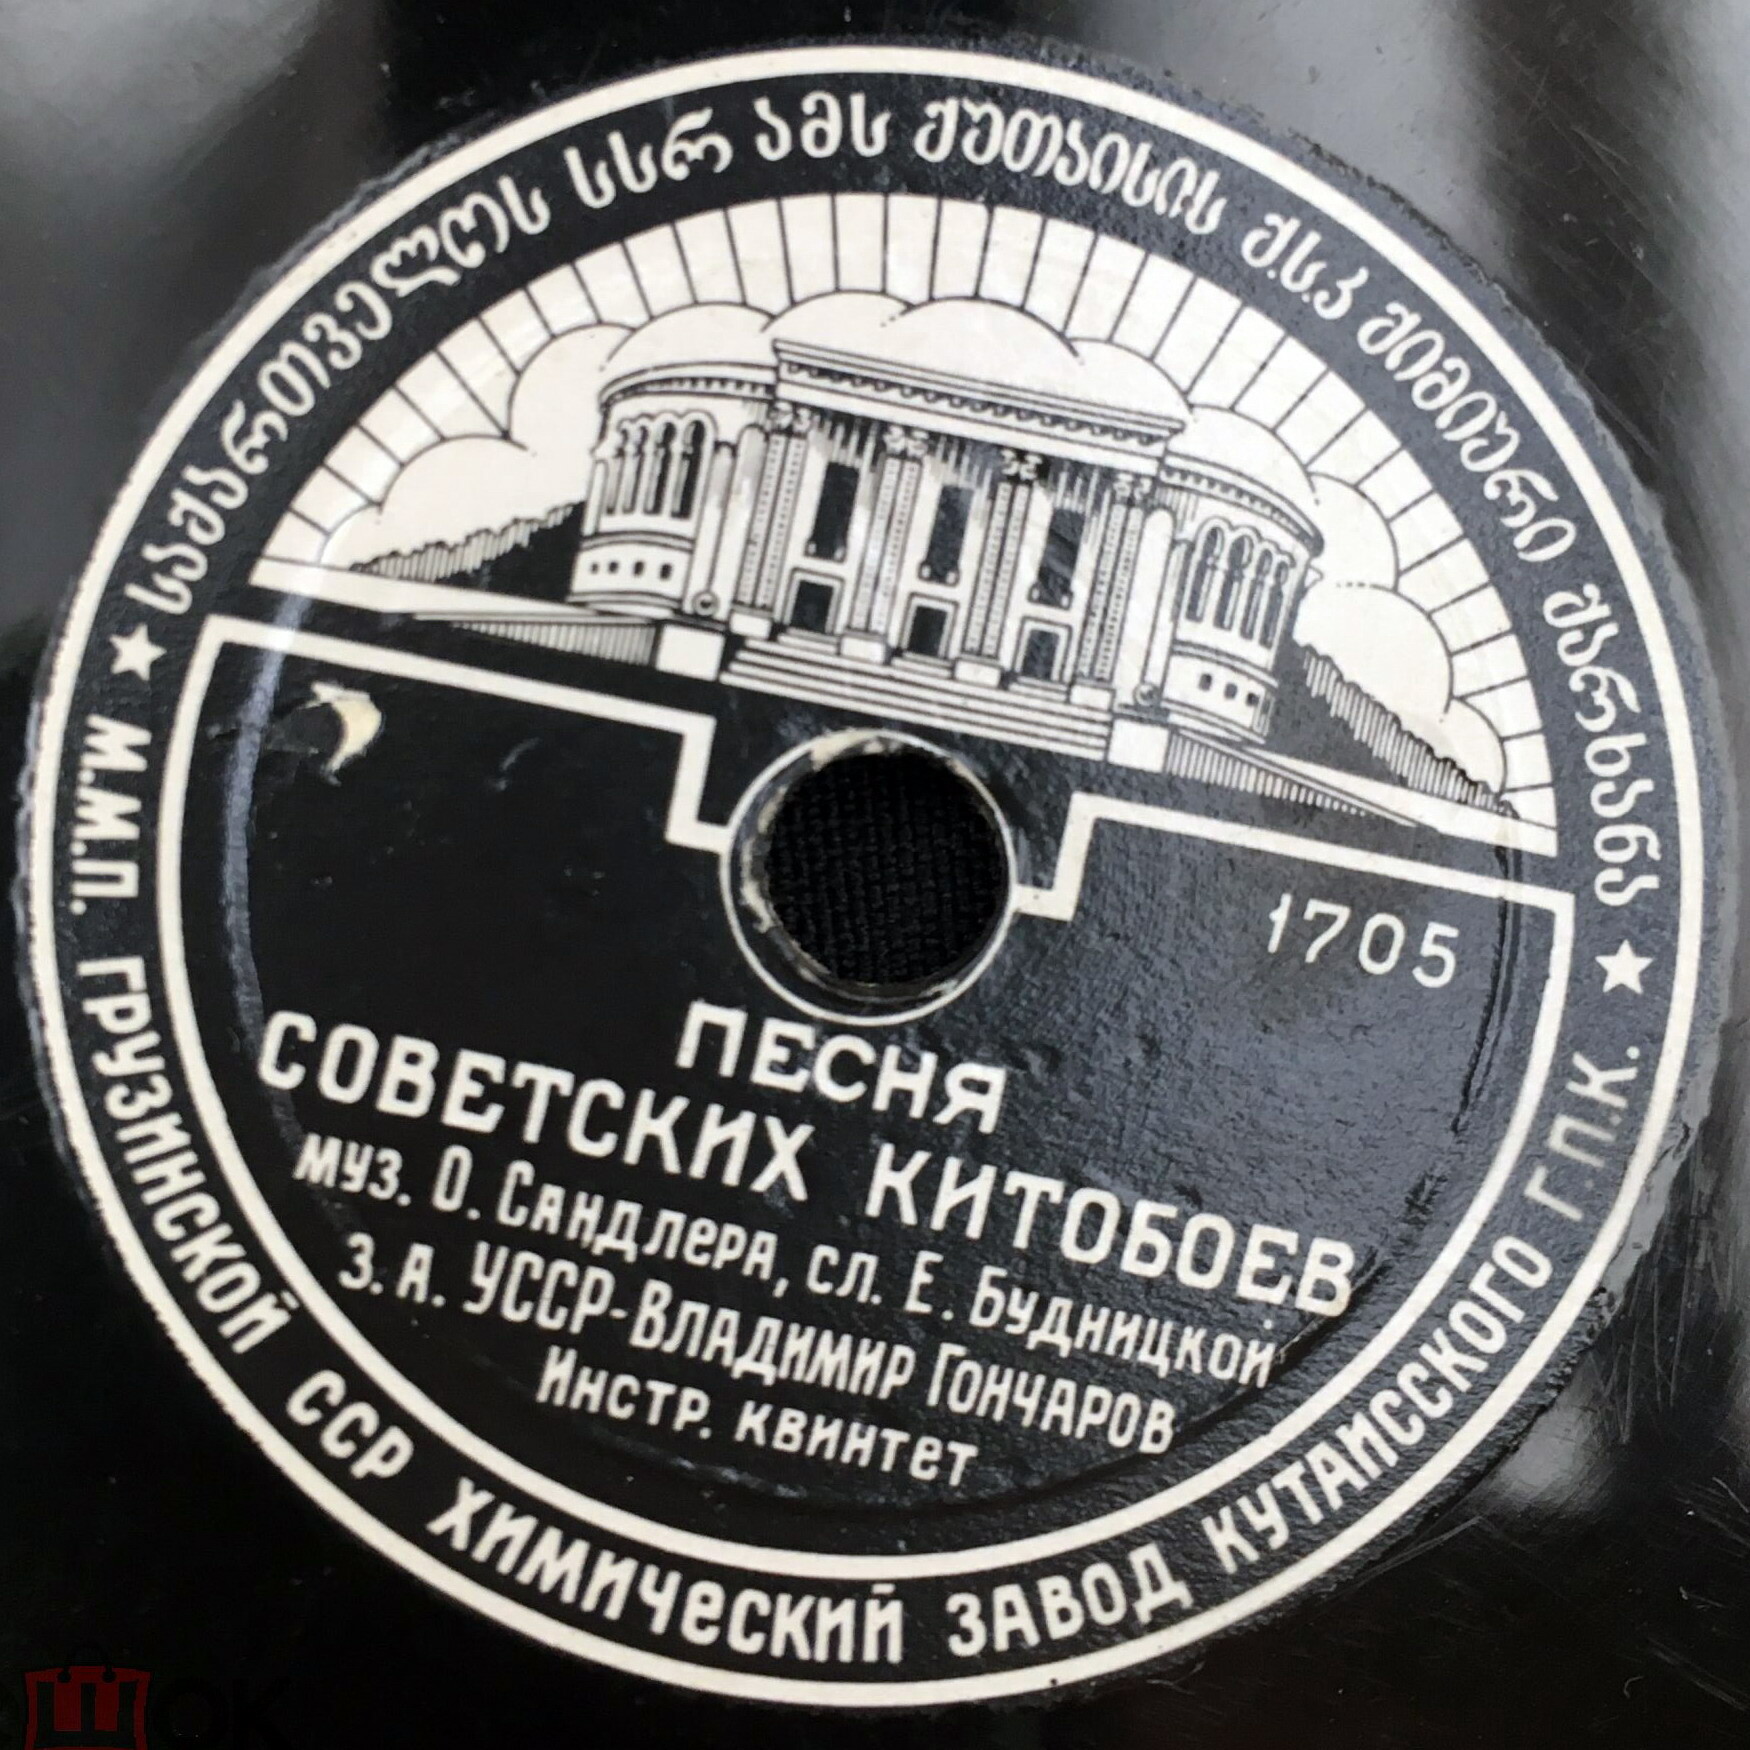 საქართველოს სსრ ამს ქუთაისის ქ.ს.კ ქიმიური ქარხანა
1705
ПЕСНЯ
СОВЕТСКИХ КИТОБОЕВ
муз. О. Сандлера, сл. Е. Будницкой
З. А. УССР-Владимир Гончаров
Инстр. квинтет
М.М.П. ГРУЗИНСКОЙ ССР ХИМИЧЕСКИЙ ЗАВОД КУТАИССКОГО Г.П.К.